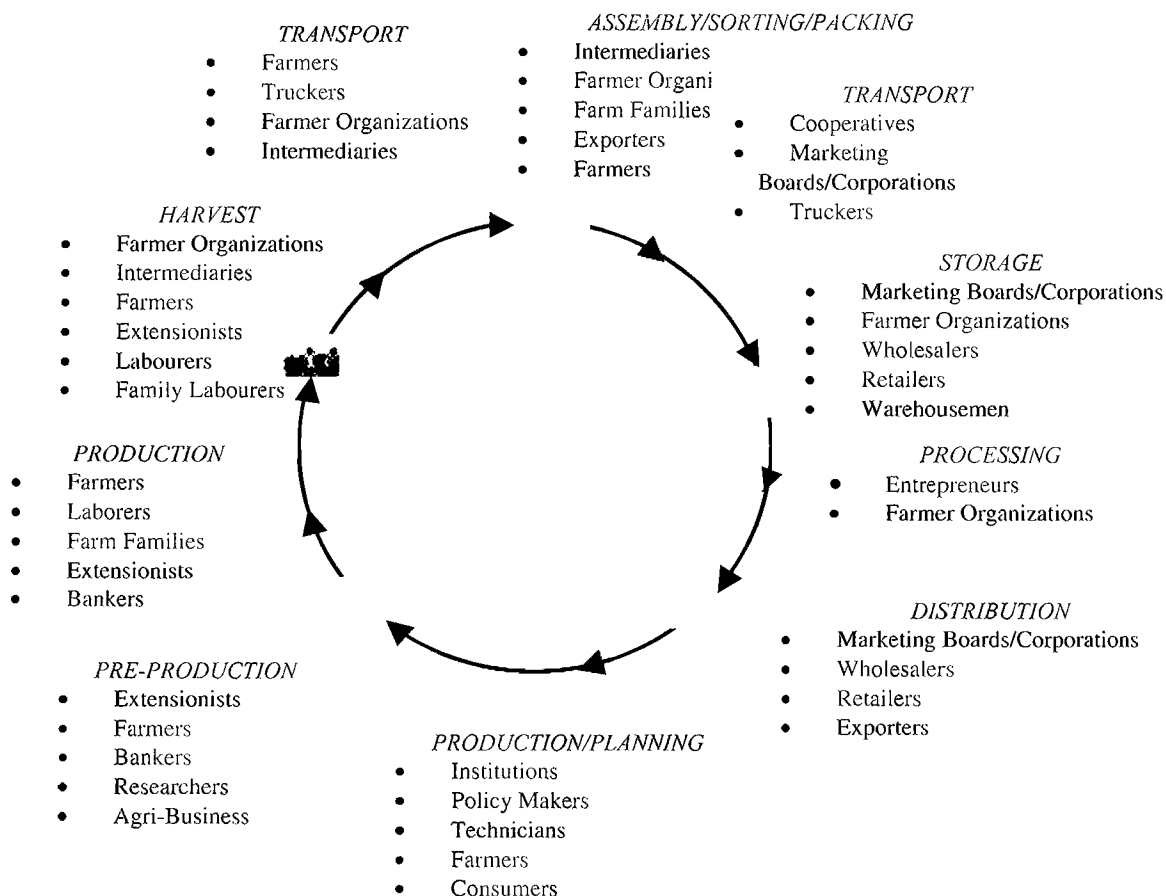 TRANSPORT
• Farmers
• Truckers
• Farmer Organizations
• Intermediaries
ASSEMBLY/SORTING/PACKING
• Intermediaries
• Farmer Organi
• Farm Families
• Exporters
• Farmers
TRANSPORT
• Cooperatives
• Marketing
Boards/Corporations
• Truckers
HARVEST
• Farmer Organizations
• Intermediaries
• Farmers
• Extensionists
• Labourers
• Family Labourers
STORAGE
• Marketing Boards/Corporations
• Farmer Organizations
• Wholesalers
• Retailers
• Warehousemen
PRODUCTION
• Farmers
• Laborers
• Farm Families
• Extensionists
• Bankers
PROCESSING
• Entrepreneurs
• Farmer Organizations
DISTRIBUTION
• Marketing Boards/Corporations
• Wholesalers
• Retailers
• Exporters
PRE-PRODUCTION
• Extensionists
• Farmers
• Bankers
• Researchers
• Agri-Business
PRODUCTION/PLANNING
• Institutions
• Policy Makers
• Technicians
• Farmers
• Consumers